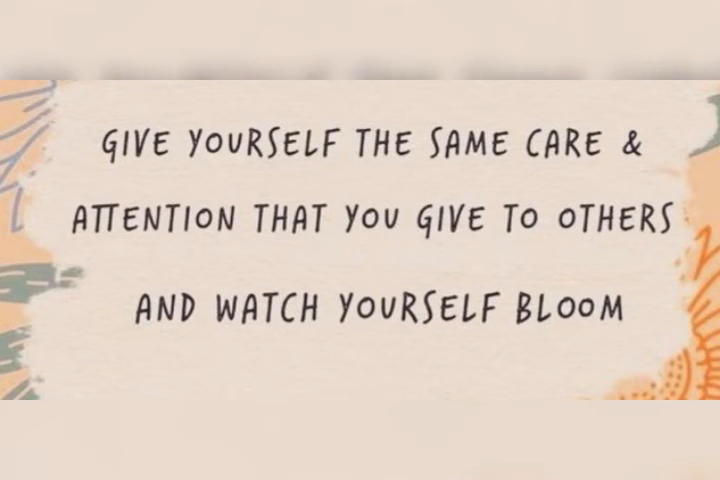 GIVE YOURSELF THE SAME CARE &
ATTENTION THAT YOU GIVE TO OTHERS
AND WATCH YOURSELF BLOOM